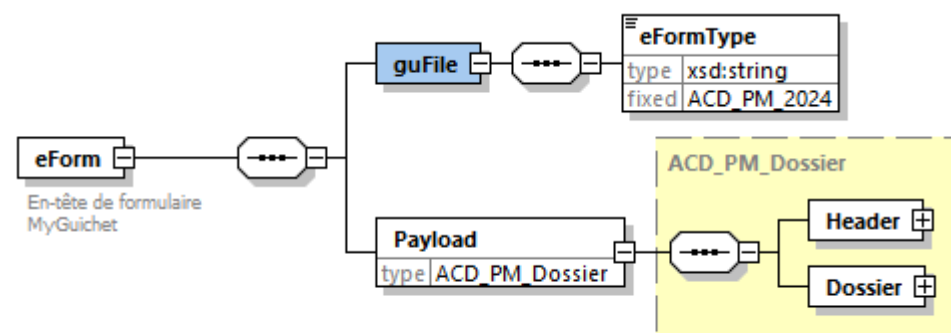 eFormType
guFile
type xsd:string
fixed ACD_PM_2024
eForm
ACD_PM_Dossier
En-tête de formulaire
MyGuichet
Header
Payload
type ACD_PM_Dossier
Dossier